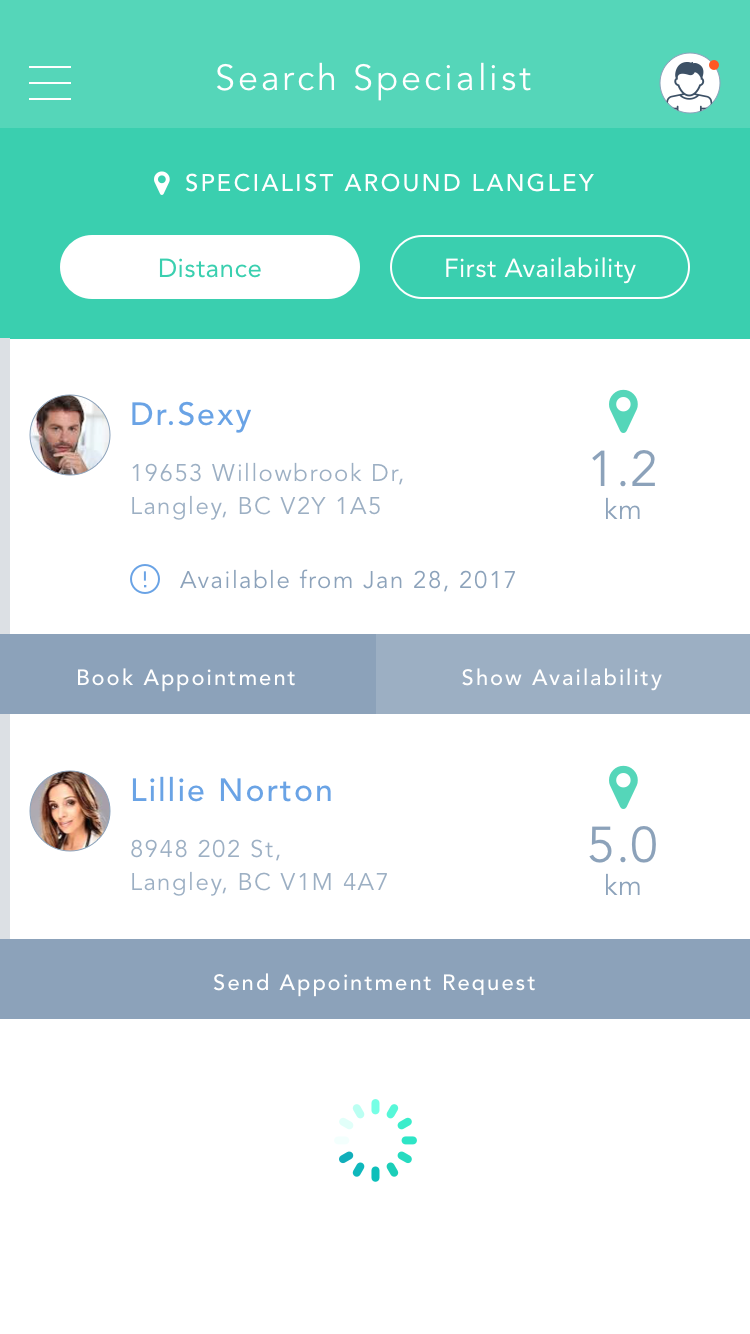 Search Specialist
SPECIALIST AROUND LANGLEY
Distance
First Availability
Dr.Sexy
19653 Willowbrook Dr,
Langley, BC V2Y 1A5
1.2
km
Available from Jan 28, 2017
Book Appointment
Show Availability
Lillie Norton
8948 202 St,
Langley, BC V1M 4A7
5.0
km
Send Appointment Request